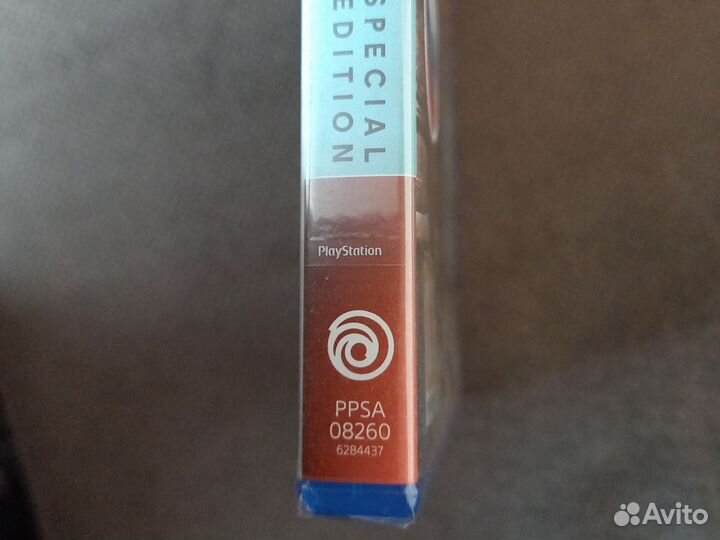 SPECIAL
EDITION
PlayStation
PPSA
08260
6284437
Avito